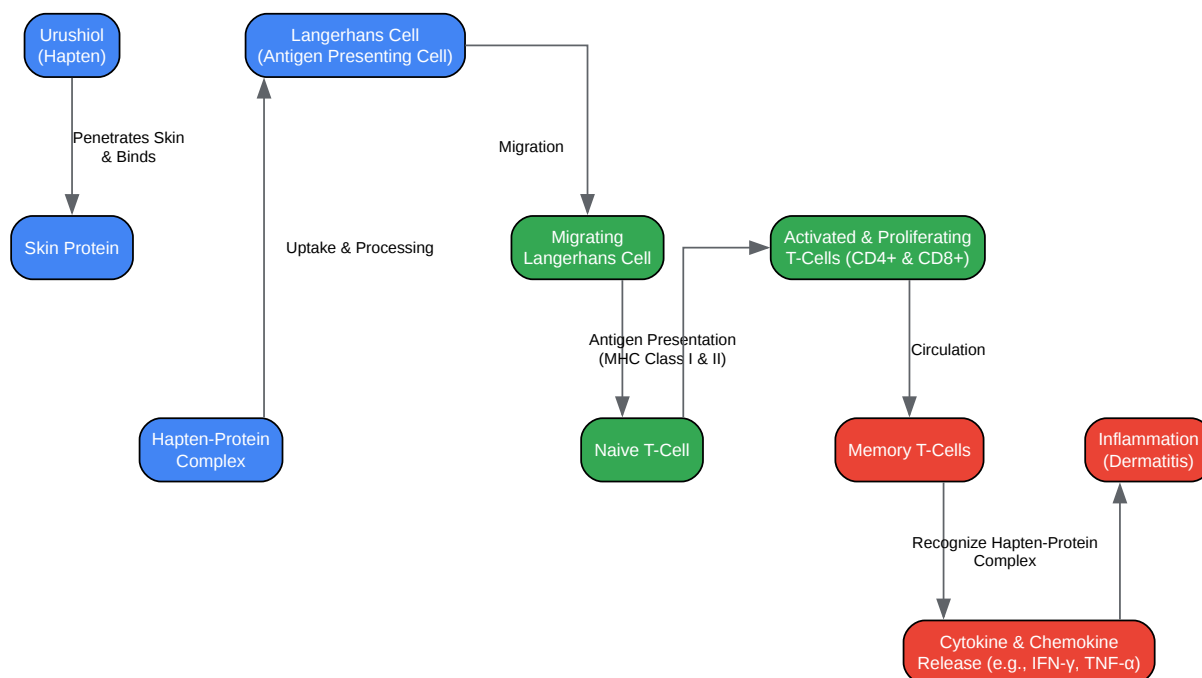 Urushiol
(Hapten)
Langerhans Cell
(Antigen Presenting Cell)
Penetrates Skin
& Binds
Migration
Skin Protein
Uptake & Processing
Migrating
Langerhans Cell
Activated & Proliferating
T-Cells (CD4+ & CD8+)
Antigen Presentation
(MHC Class I & II)
Circulation
Hapten-Protein
Complex
Naive T-Cell
Memory T-Cells
Inflammation
(Dermatitis)
Recognize Hapten-Protein
Complex
Cytokine & Chemokine
Release (e.g., IFN-γ, TNF-α)